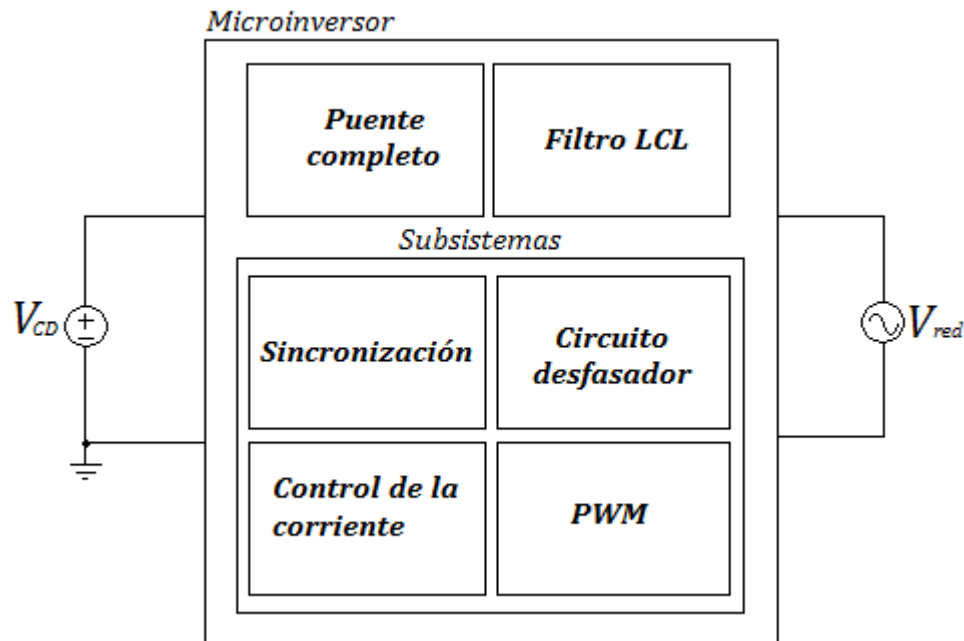 Microinversor
Puente
completo
Filtro LCL
Subsistemas
V_CD
Sincronización
Circuito
desfasador
V_red
Control de la
corriente
PWM